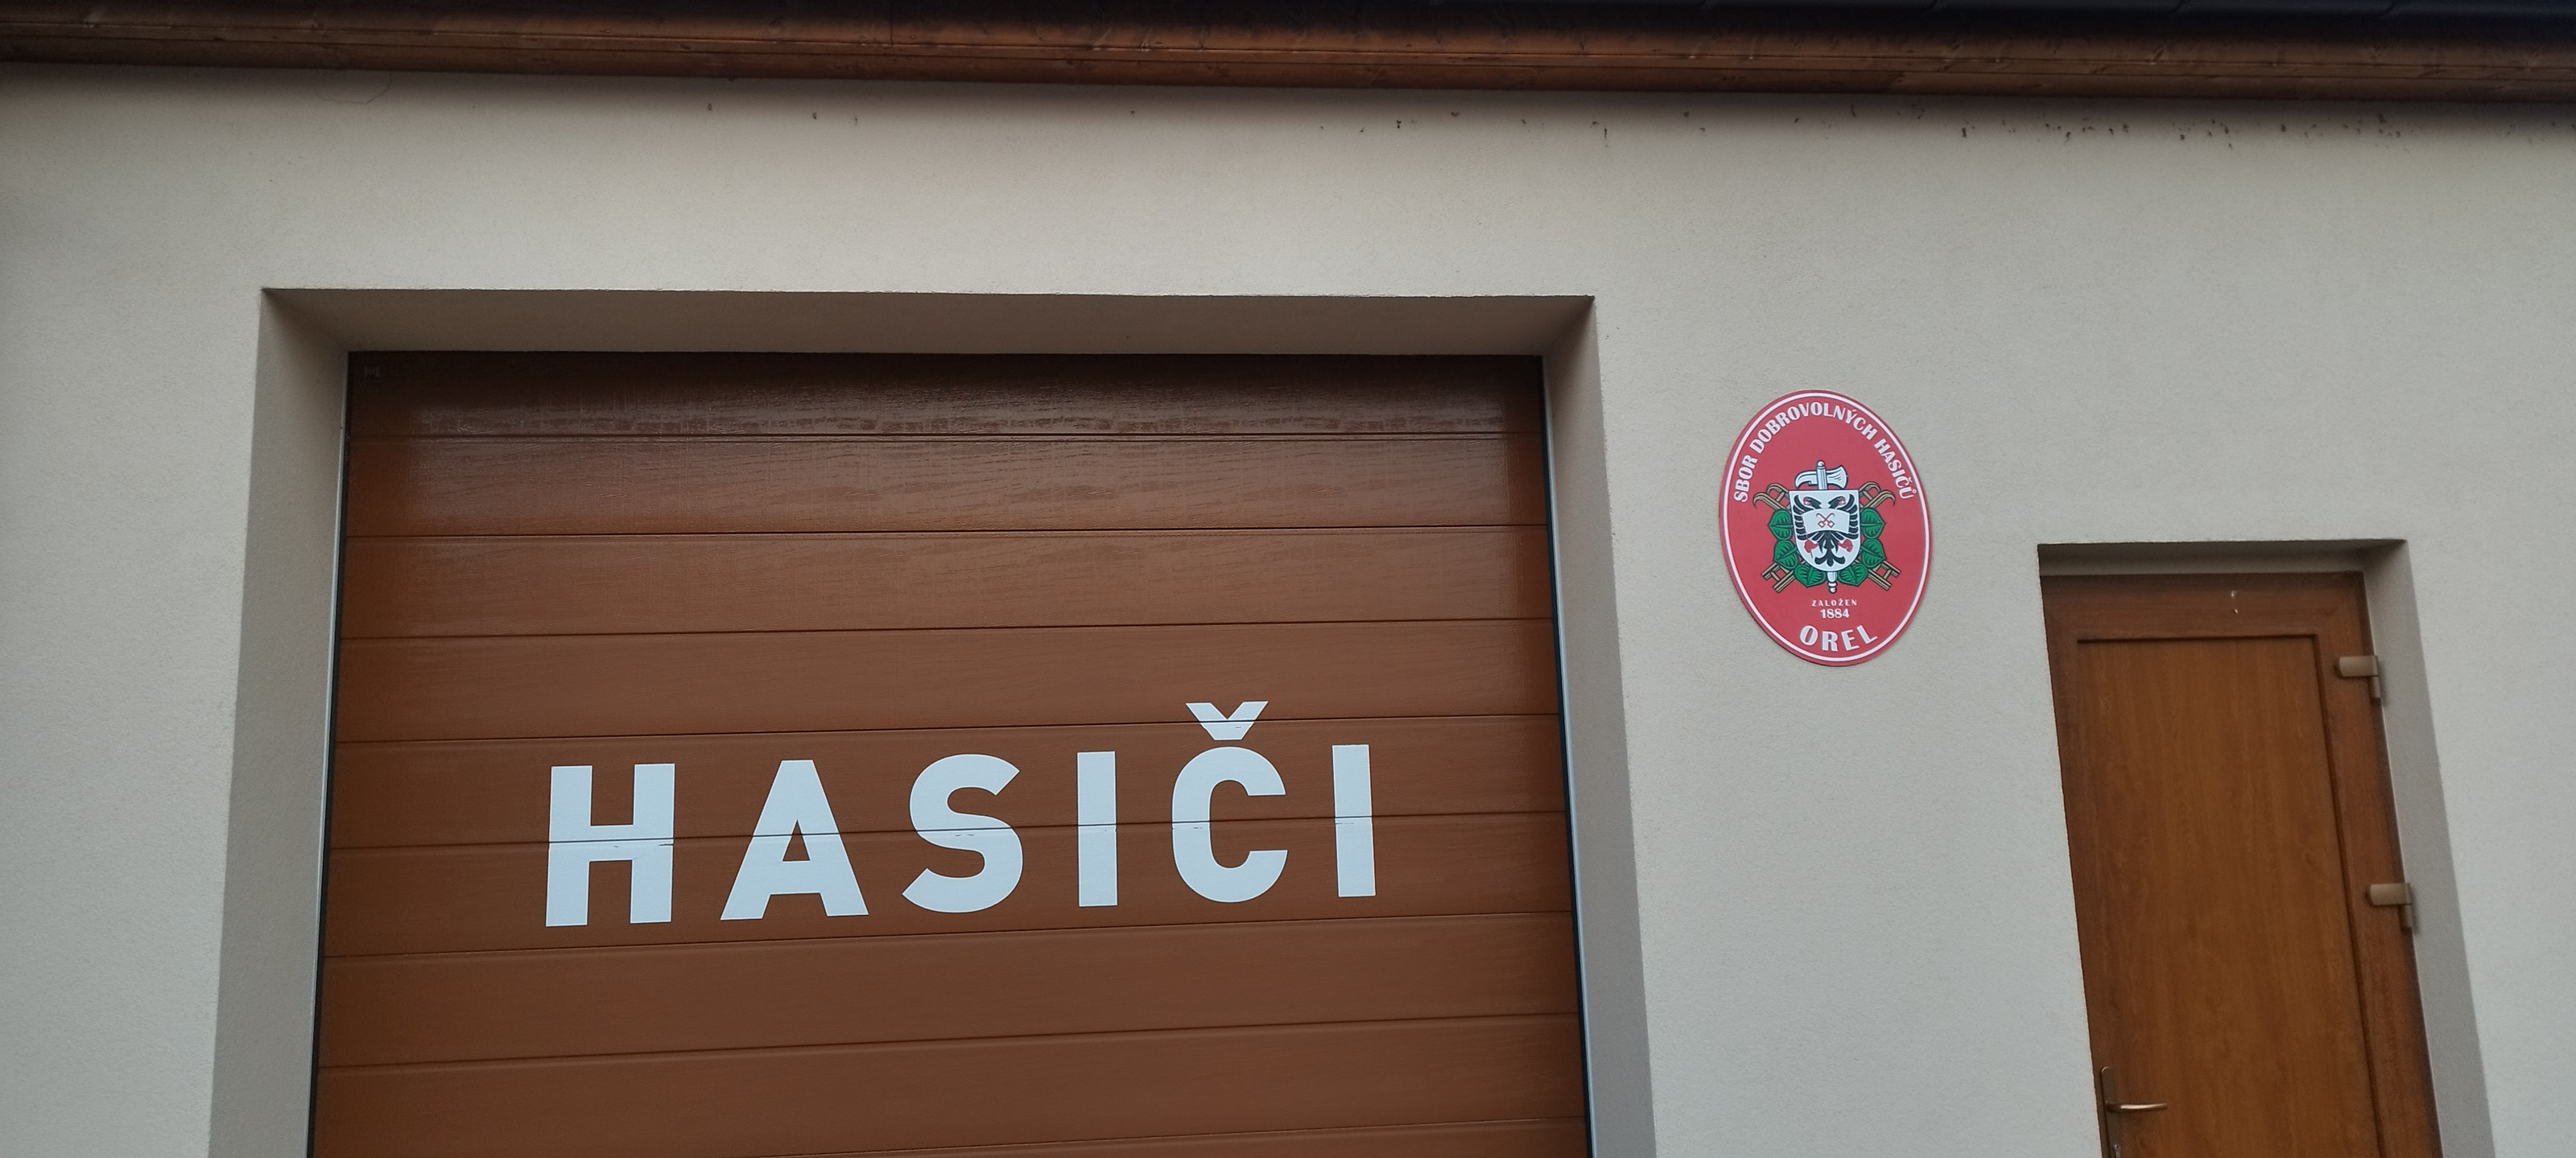 HASIČI
SBOR DOBROVOLNÝCH HASIČŮ
ZALOŽEN
1884
OREL